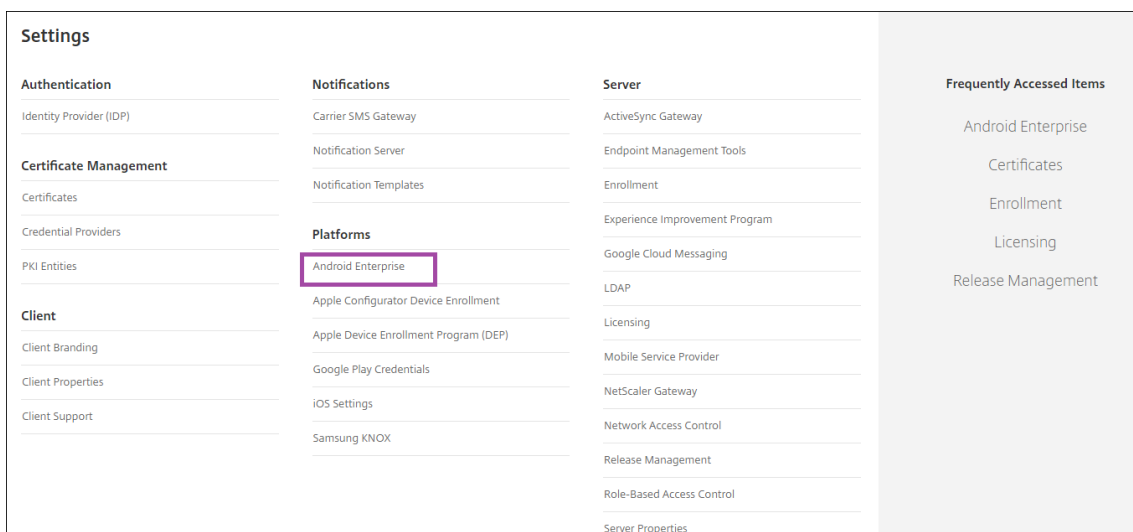 Settings
Authentication
Identity Provider (IDP)
Certificate Management
Certificates
Credential Providers
PKI Entities
Client
Client Branding
Client Properties
Client Support
Notifications
Carrier SMS Gateway
Notification Server
Notification Templates
Platforms
Android Enterprise
Apple Configurator Device Enrollment
Apple Device Enrollment Program (DEP)
Google Play Credentials
iOS Settings
Samsung KNOX
Server
ActiveSync Gateway
Endpoint Management Tools
Enrollment
Experience Improvement Program
Google Cloud Messaging
LDAP
Licensing
Mobile Service Provider
NetScaler Gateway
Network Access Control
Release Management
Role-Based Access Control
Server Properties
Frequently Accessed Items
Android Enterprise
Certificates
Enrollment
Licensing
Release Management